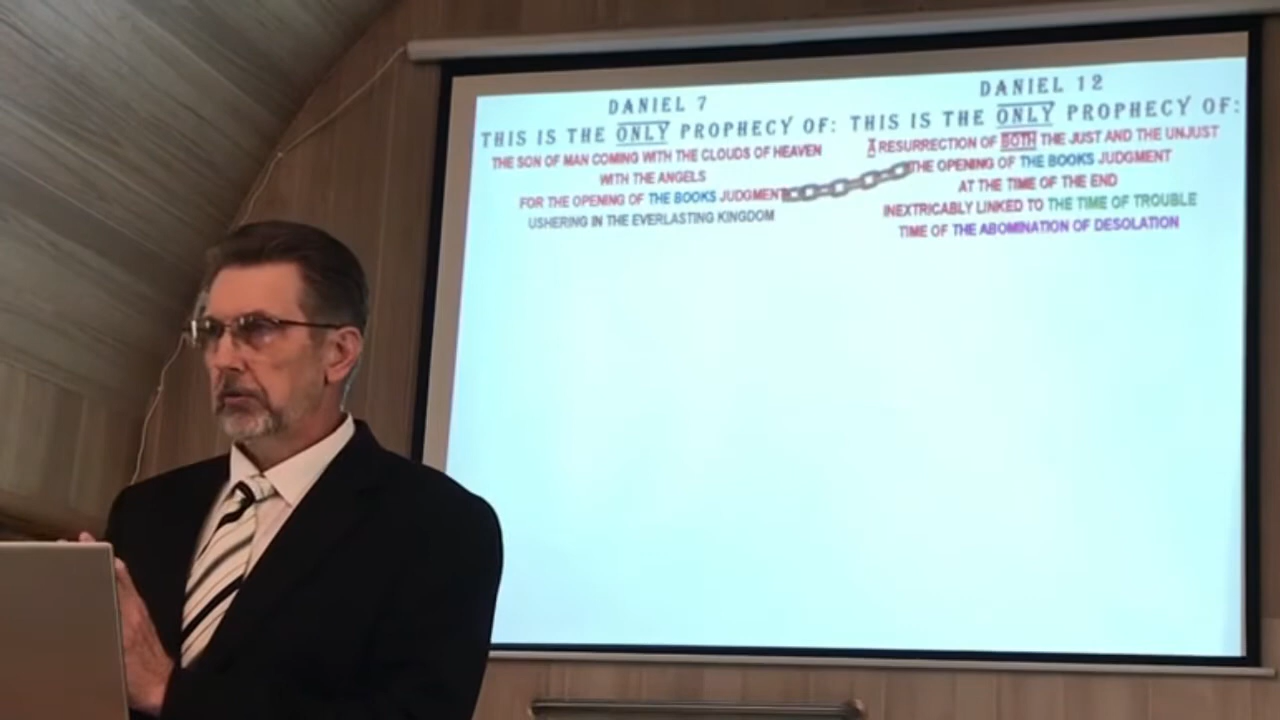 DANIEL 7
THIS IS THE ONLY PROPHECY OF:
THE SON OF MAN COMING WITH THE CLOUDS OF HEAVEN
WITH THE ANGELS
FOR THE OPENING OF THE BOOKS JUDGMENT
USHERING IN THE EVERLASTING KINGDOM
DANIEL 12
THIS IS THE ONLY PROPHECY OF:
A RESURRECTION OF BOTH THE JUST AND THE UNJUST
THE OPENING OF THE BOOKS JUDGMENT
AT THE TIME OF THE END
INEXTRICABLY LINKED TO THE TIME OF TROUBLE
TIME OF THE ABOMINATION OF DESOLATION